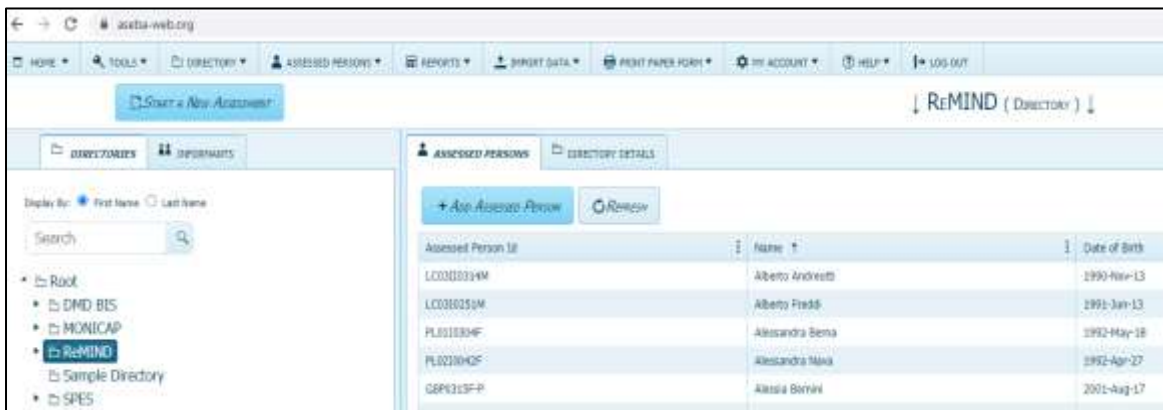 aseba-web.org
HOME TOOLS DIRECTORY ASSESSED PERSONS REPORTS IMPORT DATA PRINT PAPER FORM MY ACCOUNT HELP LOG OUT
START A NEW ASSESSMENT
↓ REMIND ( DIRECTORY ) ↓
DIRECTORIES INFORMANTS
ASSESSED PERSONS DIRECTORY DETAILS
Display By: First Name Last Name
+ ADD ASSESSED PERSON REFRESH
Search
Assessed Person Id Name ↑ Date of Birth
Root
DMD BIS
MONICAP
ReMIND
Sample Directory
SPES
Alberto Andreotti 1990-Nov-13
Alberto Freddi 1991-Jan-13
Alessandra Berna 1992-May-18
Alessandra Nava 1992-Apr-27
GBP0315F-P Alessia Bernini 2001-Aug-17